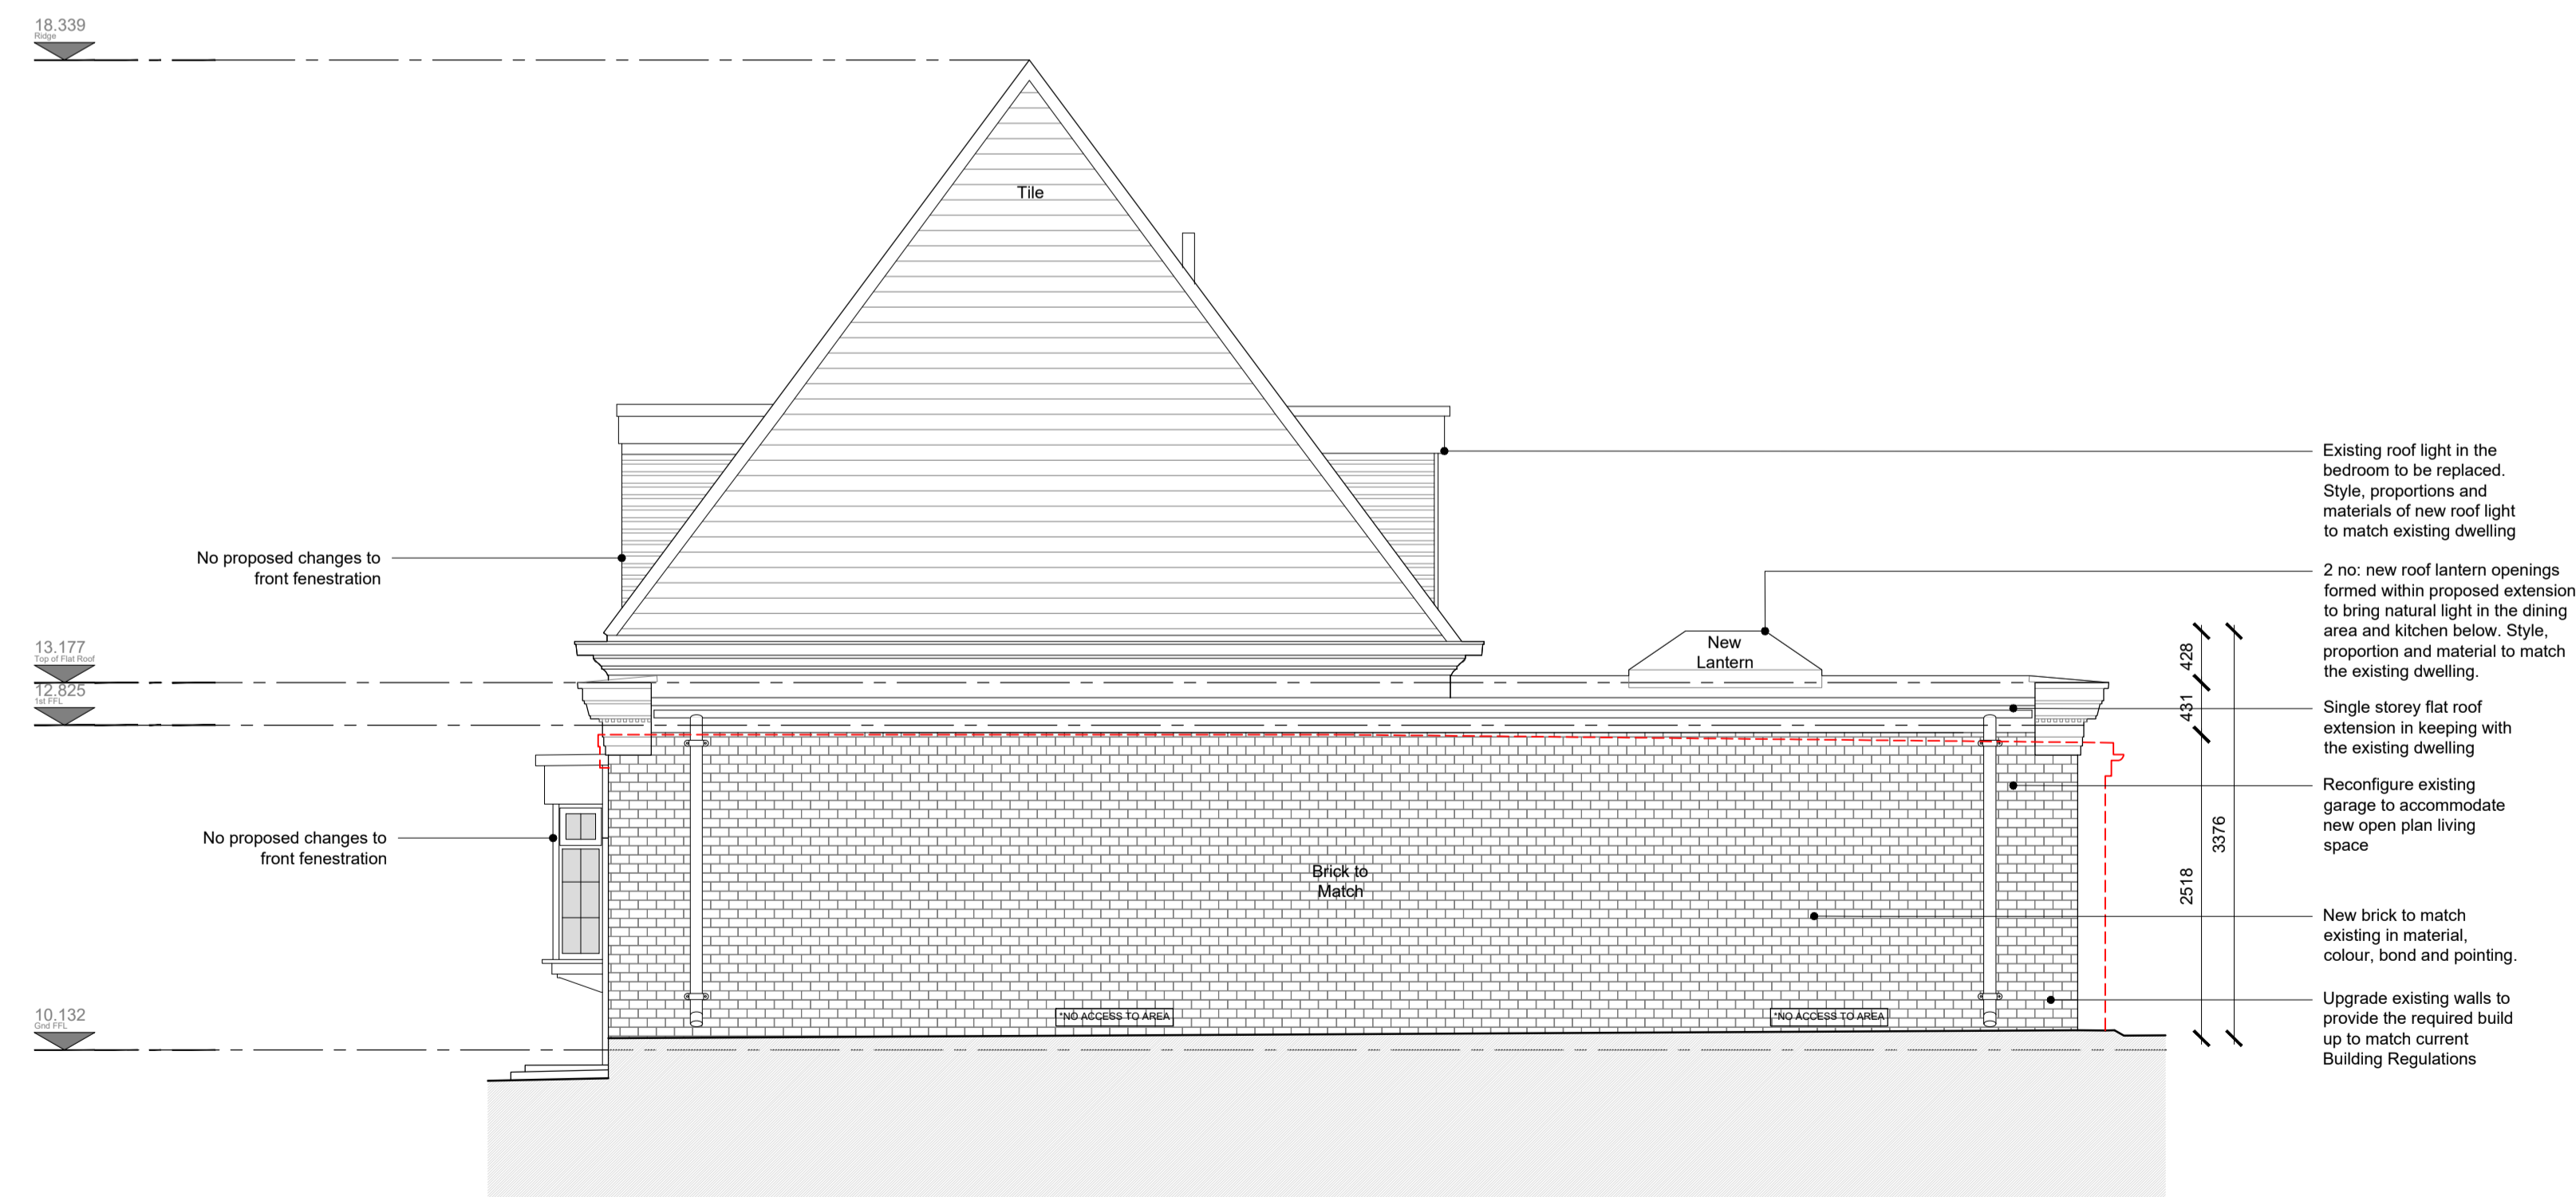 18.339
Ridge
Tile
No proposed changes to
front fenestration
13.177
Top of Flat Roof
12.825
1st FFL
No proposed changes to
front fenestration
10.132
Gnd FFL
New
Lantern
Brick to
Match
*NO ACCESS TO AREA
*NO ACCESS TO AREA
428
431
2518
3376
Existing roof light in the
bedroom to be replaced.
Style, proportions and
materials of new roof light
to match existing dwelling
2 no: new roof lantern openings
formed within proposed extension
to bring natural light in the dining
area and kitchen below. Style,
proportion and material to match
the existing dwelling.
Single storey flat roof
extension in keeping with
the existing dwelling
Reconfigure existing
garage to accommodate
new open plan living
space
New brick to match
existing in material,
colour, bond and pointing.
Upgrade existing walls to
provide the required build
up to match current
Building Regulations